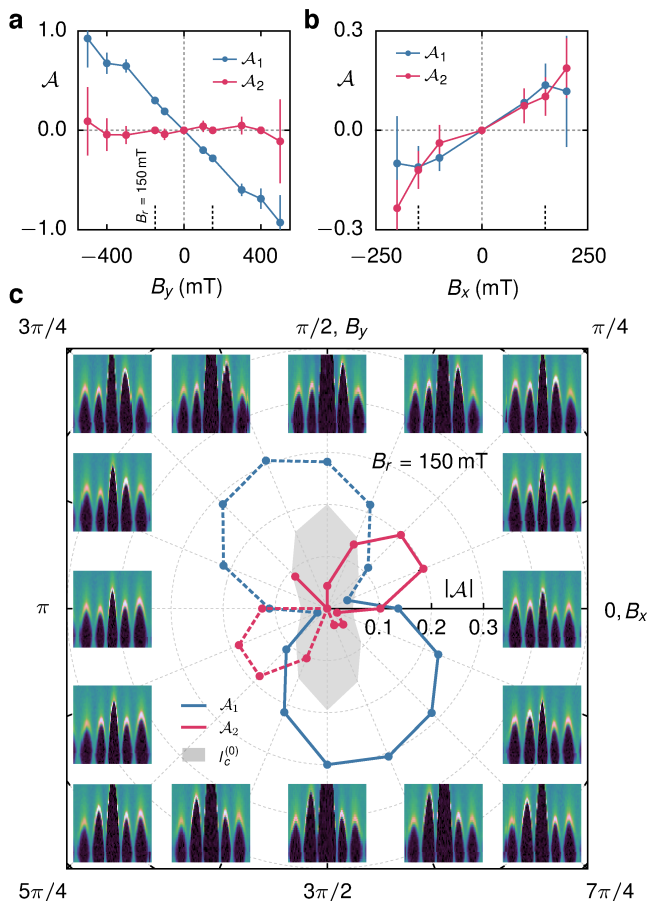 a
b
1.0
0.0
−1.0
𝒜
𝒜₁
𝒜₂
B_r = 150 mT
−400
0
400
B_y (mT)
0.3
0.0
−0.3
𝒜
𝒜₁
𝒜₂
−250
0
250
B_x (mT)
c
3π/4
π/2, B_y
π/4
B_r = 150 mT
π
|𝒜|
0, B_x
0.1
0.2
0.3
𝒜₁
𝒜₂
I_c^(0)
5π/4
3π/2
7π/4